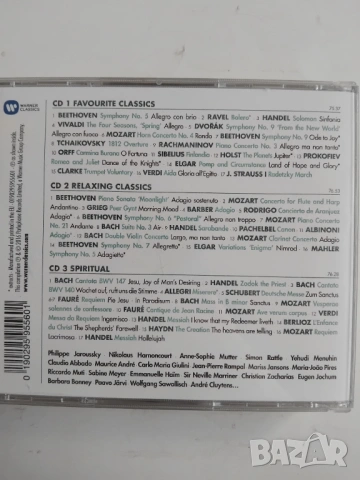 WARNER
CLASSICS
CD 1 FAVOURITE CLASSICS
1 BEETHOVEN Symphony No. 5 Allegro con brio 2 RAVEL Bolero* 3 HANDEL Salomon Sinfonia
4 VIVALDI The Four Seasons, 'Spring' Allegro 5 DVOŘÁK Symphony No. 9 'From the New World'
Allegro con fuoco 6 MOZART Horn Concerto No. 4 Rondo 7 BEETHOVEN Symphony No. 9 Ode to Joy*
8 TCHAIKOVSKY 1812 Overture* 9 RACHMANINOV Piano Concerto No. 3 Allegro ma non tanto*
10 ORFF Carmina Burana O Fortuna 11 SIBELIUS Finlandia 12 HOLST The Planets Jupiter* 13 PROKOFIEV
Romeo and Juliet Dance of the Knights* 14 ELGAR Pomp and Circumstance Land of Hope and Glory*
15 CLARKE Trumpet Voluntary 16 VERDI Aida Gloria all'Egitto 17 J. STRAUSS I Radetzky March
CD 2 RELAXING CLASSICS
1 BEETHOVEN Piano Sonata 'Moonlight' Adagio sostenuto 2 MOZART Concerto for Flute and Harp
Andantino 3 GRIEG Peer Gynt Morning Mood 4 BARBER Adagio 5 RODRIGO Concierto de Aranjuez
Adagio* 6 BEETHOVEN Symphony No. 6 "Pastoral" Allegro non troppo 7 MOZART Piano Concerto
No. 21 Andante 8 BACH Suite No. 3 Air 9 HANDEL Sarabande 10 PACHELBEL Canon 11 ALBINONI
Adagio* 12 BACH Double Violin Concerto Largo, ma non tanto 13 MOZART Clarinet Concerto Adagio
14 BEETHOVEN Symphony No. 7 Allegretto* 15 ELGAR Variations 'Enigma' Nimrod 16 MAHLER
Symphony No. 5 Adagietto*
CD 3 SPIRITUAL
1 BACH Cantata BWV 147 Jesu, Joy of Man's Desiring 2 HANDEL Zadok the Priest 3 BACH Cantata
BWV 140 Wachet auf, ruft uns die Stimme 4 ALLEGRI Miserere* 5 SCHUBERT Deutsche Messe Zum Sanctus
6 FAURÉ Requiem Pie Jesu In Paradisum 8 BACH Mass in B minor Sanctus 9 MOZART Vesperae
solennes de confessore 10 FAURÉ Cantique de Jean Racine 11 MOZART Ave verum corpus 12 VERDI
Messa da Requiem Ingemisco 13 HANDEL Messiah I know that my Redeemer liveth 14 BERLIOZ L'Enfance
du Christ The Shepherds' Farewell 15 HAYDN The Creation The heavens are telling 16 MOZART Requiem
Lacrimosa 17 HANDEL Messiah Hallelujah
Philippe Jaroussky Nikolaus Harnoncourt Anne-Sophie Mutter Simon Rattle Yehudi Menuhin
Claudio Abbado Maurice André Carlo Maria Giulini Jean-Pierre Rampal Mariss Jansons Maria-João Pires
Riccardo Muti Sabine Meyer Emmanuelle Haïm Sir Neville Marriner Christian Zacharias Eugen Jochum
Barbara Bonney Paavo Järvi Wolfgang Sawallisch André Cluytens...
0190295955601
bazar